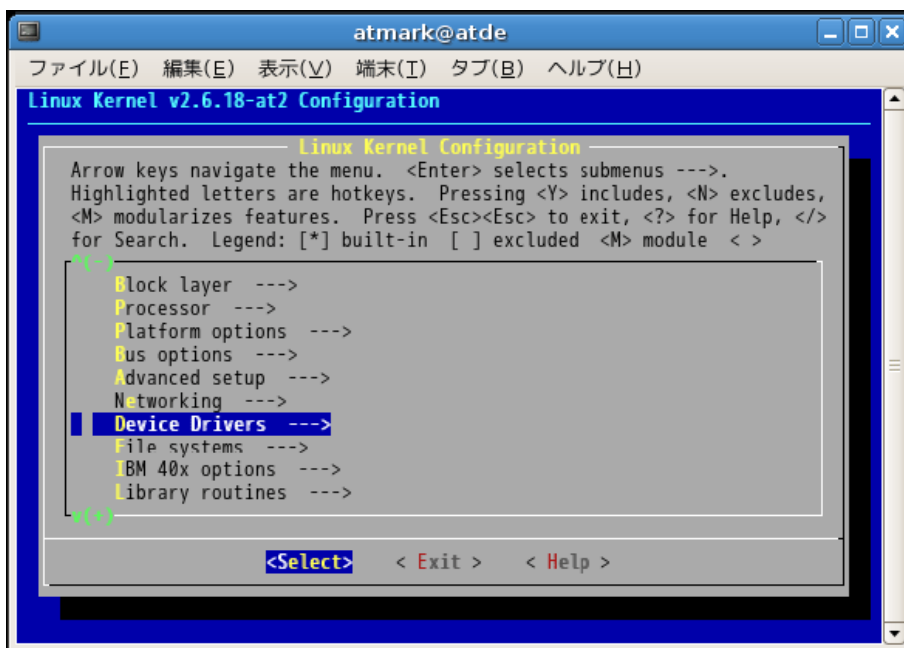 atmark@atde
ファイル(F) 編集(E) 表示(V) 端末(T) タブ(B) ヘルプ(H)
Linux Kernel v2.6.18-at2 Configuration
Linux Kernel Configuration
Arrow keys navigate the menu. <Enter> selects submenus --->.
Highlighted letters are hotkeys. Pressing <Y> includes, <N> excludes,
<M> modularizes features. Press <Esc><Esc> to exit, <?> for Help, </>
for Search. Legend: [*] built-in [ ] excluded <M> module < >
^(-)
Block layer --->
Processor --->
Platform options --->
Bus options --->
Advanced setup --->
Networking --->
Device Drivers --->
File systems --->
IBM 40x options --->
Library routines --->
v(+)
<Select> < Exit > < Help >